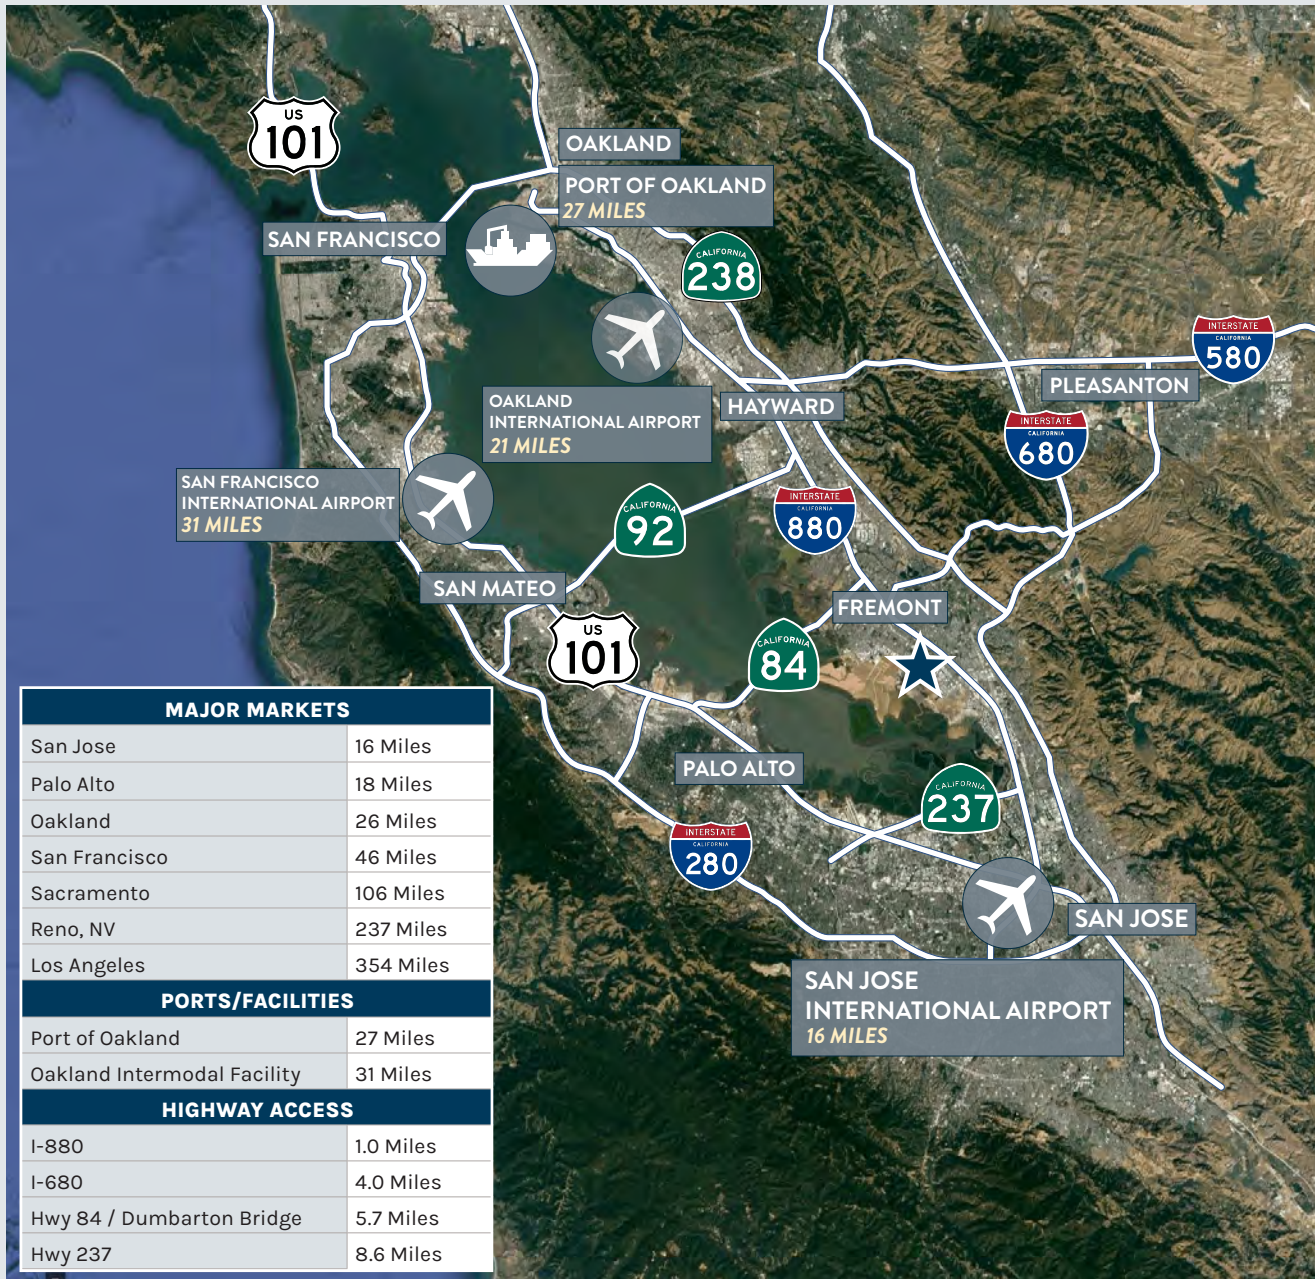 US
101
OAKLAND
PORT OF OAKLAND
27 MILES
SAN FRANCISCO
CALIFORNIA
238
INTERSTATE
CALIFORNIA
580
PLEASANTON
OAKLAND
INTERNATIONAL AIRPORT
21 MILES
HAYWARD
INTERSTATE
CALIFORNIA
680
SAN FRANCISCO
INTERNATIONAL AIRPORT
31 MILES
CALIFORNIA
92
INTERSTATE
CALIFORNIA
880
SAN MATEO
FREMONT
US
101
CALIFORNIA
84
PALO ALTO
CALIFORNIA
237
INTERSTATE
CALIFORNIA
280
SAN JOSE
SAN JOSE
INTERNATIONAL AIRPORT
16 MILES
MAJOR MARKETS
San Jose 16 Miles
Palo Alto 18 Miles
Oakland 26 Miles
San Francisco 46 Miles
Sacramento 106 Miles
Reno, NV 237 Miles
Los Angeles 354 Miles
PORTS/FACILITIES
Port of Oakland 27 Miles
Oakland Intermodal Facility 31 Miles
HIGHWAY ACCESS
I-880 1.0 Miles
I-680 4.0 Miles
Hwy 84 / Dumbarton Bridge 5.7 Miles
Hwy 237 8.6 Miles